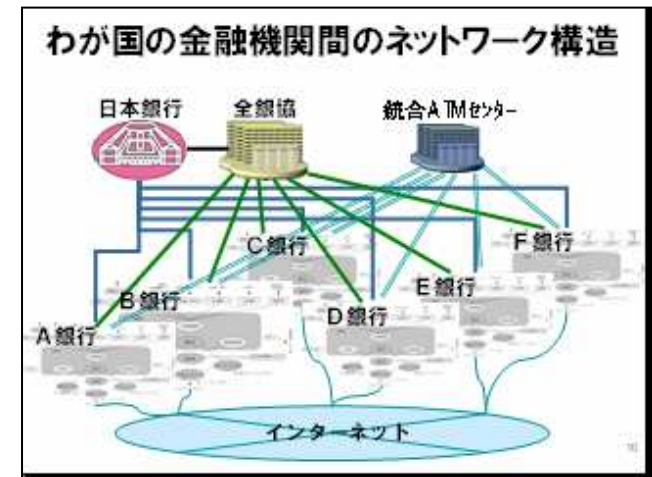 わが国の金融機関間のネットワーク構造
日本銀行
全銀協
統合ATMセンター
C銀行
F銀行
B銀行
E銀行
A銀行
D銀行
インターネット